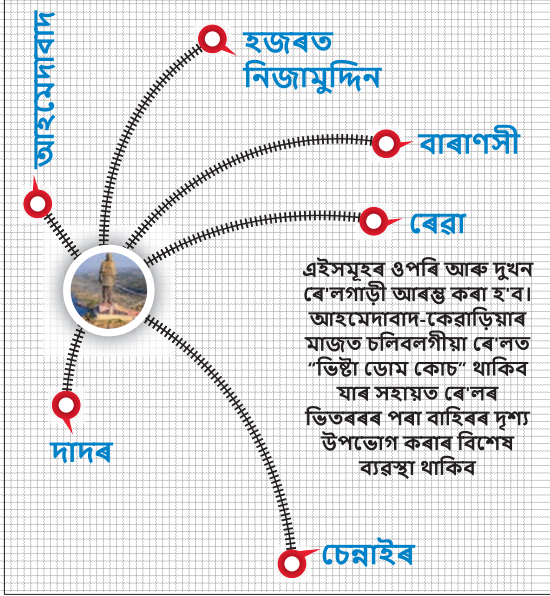 আহমেদাবাদ
হজৰত
নিজামুদ্দিন
বাৰাণসী
ৰেৱা
এইসমূহৰ ওপৰি আৰু দুখন
ৰে'লগাড়ী আৰম্ভ কৰা হ'ব।
আহমেদাবাদ-কেৱাড়িয়াৰ
মাজত চলিবলগীয়া ৰে'লত
“ভিষ্টা ডোম কোচ” থাকিব
যাৰ সহায়ত ৰে'লৰ
ভিতৰৰৰ পৰা বাহিৰৰ দৃশ্য
উপভোগ কৰাৰ বিশেষ
ব্যৱস্থা থাকিব
দাদৰ
চেন্নাইৰ